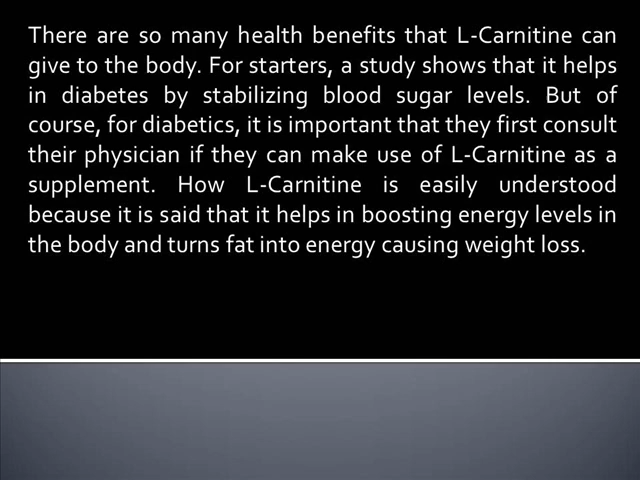 There are so many health benefits that L-Carnitine can
give to the body. For starters, a study shows that it helps
in diabetes by stabilizing blood sugar levels. But of
course, for diabetics, it is important that they first consult
their physician if they can make use of L-Carnitine as a
supplement. How L-Carnitine is easily understood
because it is said that it helps in boosting energy levels in
the body and turns fat into energy causing weight loss.